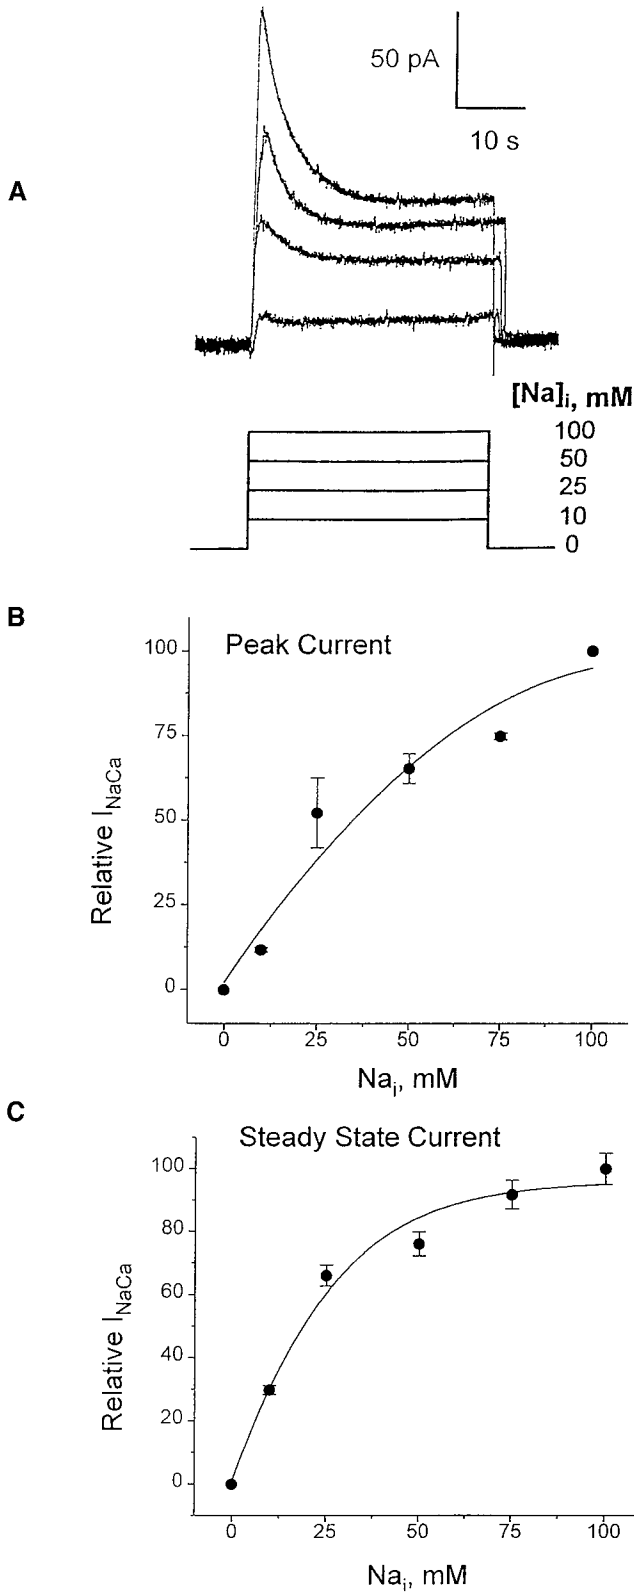 50 pA
10 s
A
[Na]i, mM
100
50
25
10
0
B
Peak Current
100
75
50
25
0
Relative INaCa
0 25 50 75 100
Nai, mM
C
Steady State Current
100
80
60
40
20
0
Relative INaCa
0 25 50 75 100
Nai, mM